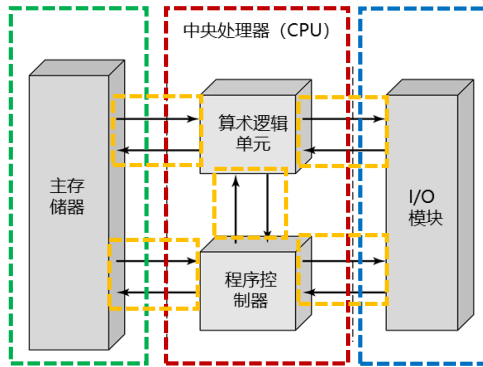 中央处理器（CPU）
主存
储器
算术逻辑
单元
程序控
制器
I/O
模块